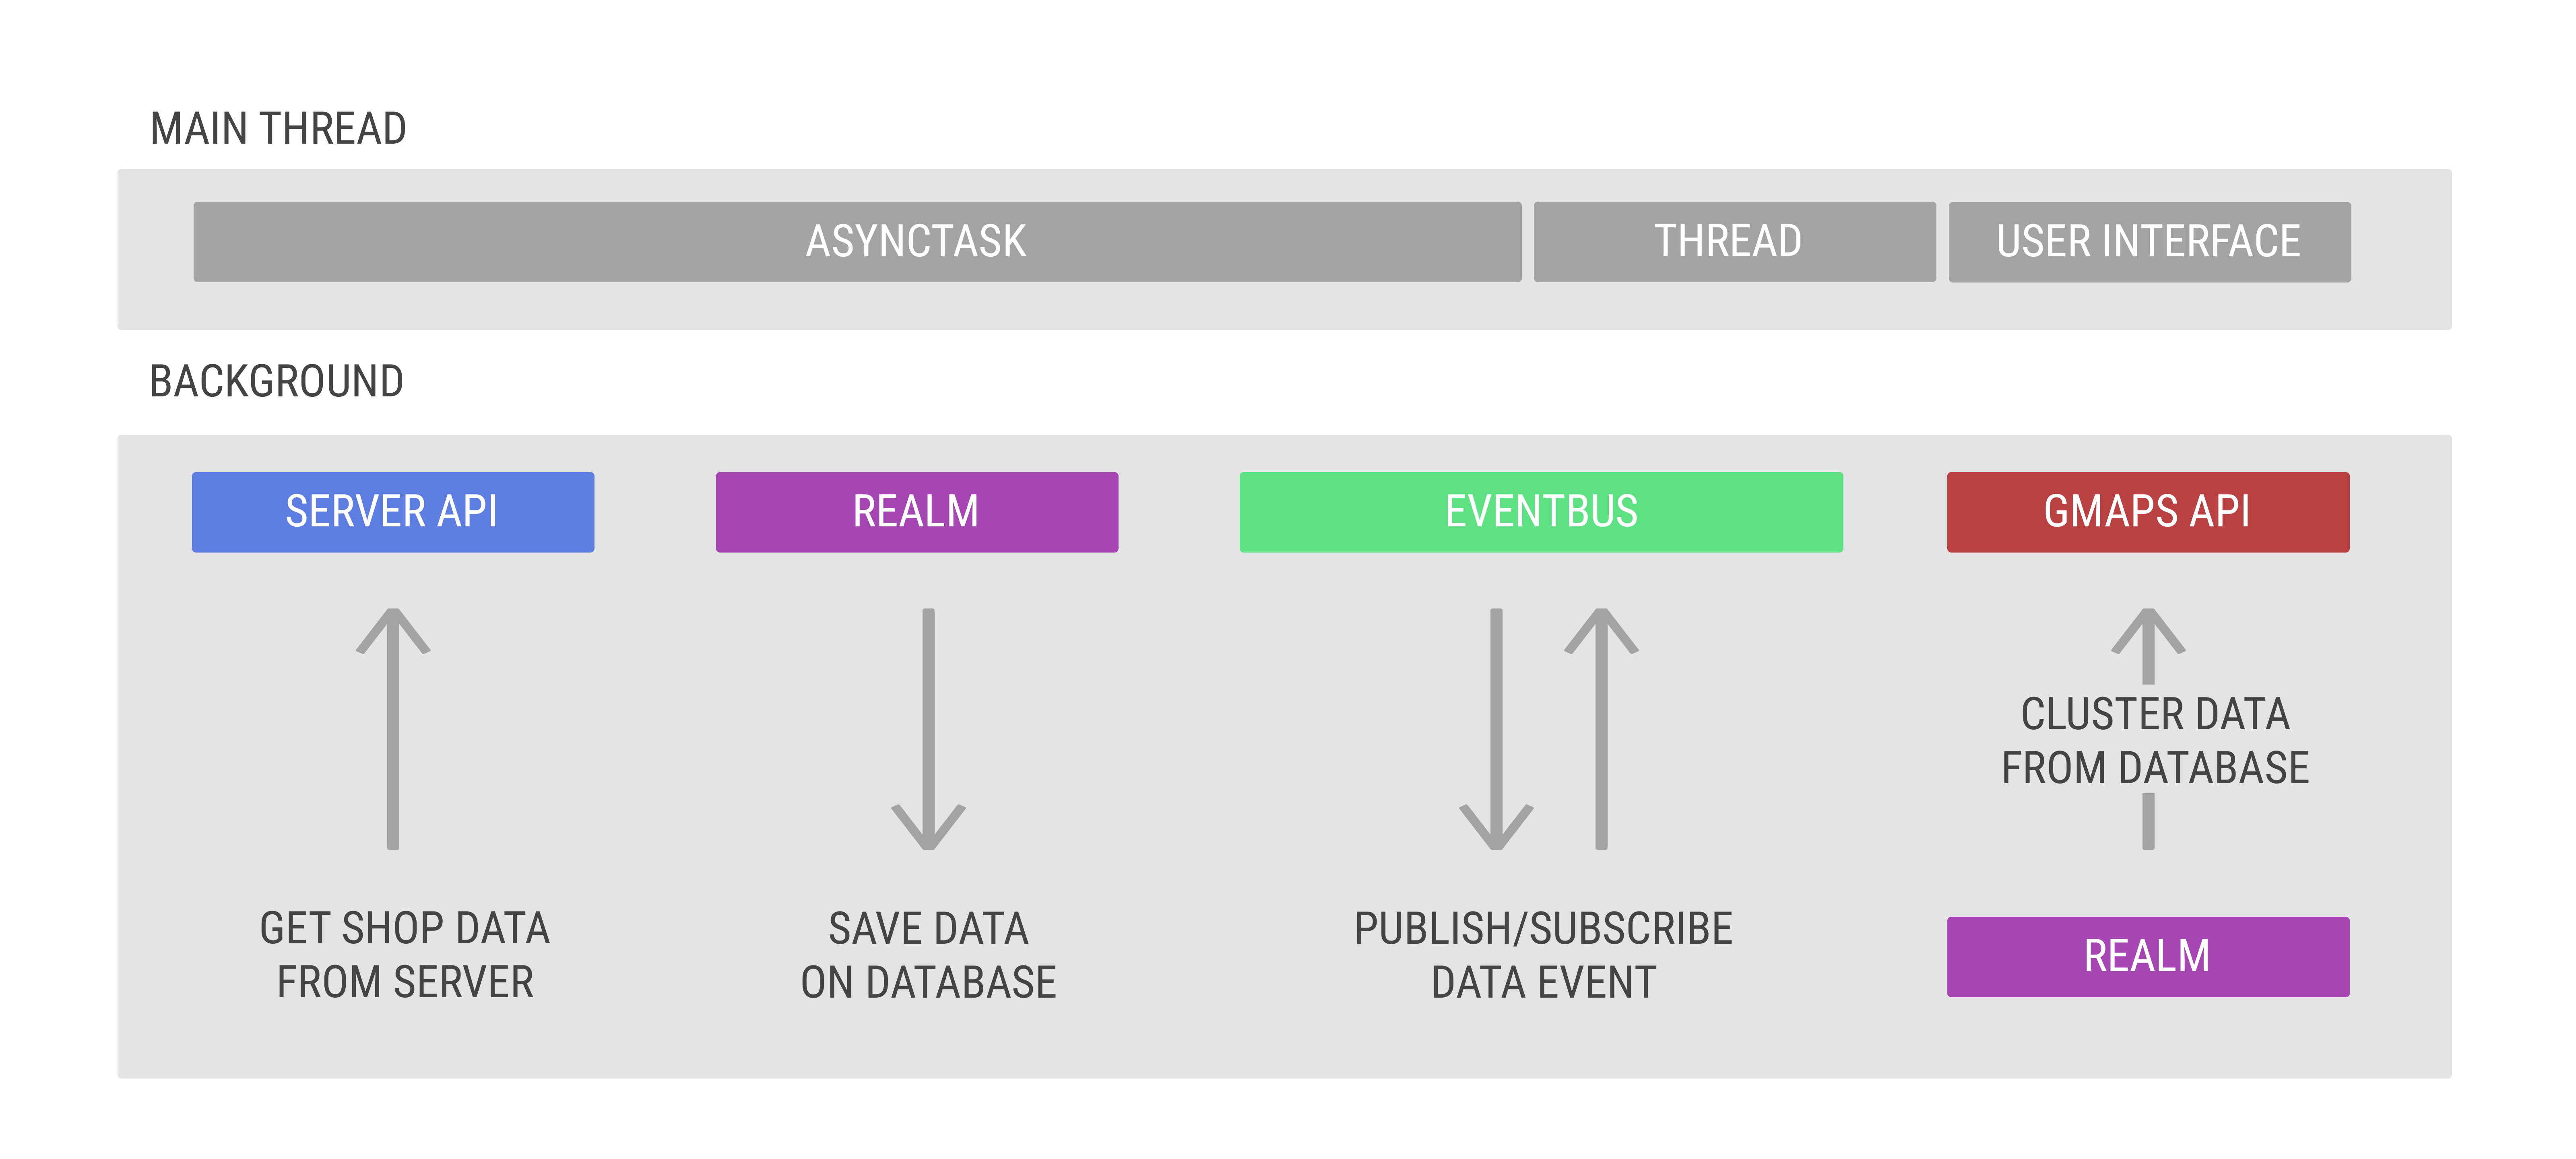 MAIN THREAD
ASYNCTASK
THREAD
USER INTERFACE
BACKGROUND
SERVER API
REALM
EVENTBUS
GMAPS API
CLUSTER DATA
FROM DATABASE
GET SHOP DATA
FROM SERVER
SAVE DATA
ON DATABASE
PUBLISH/SUBSCRIBE
DATA EVENT
REALM